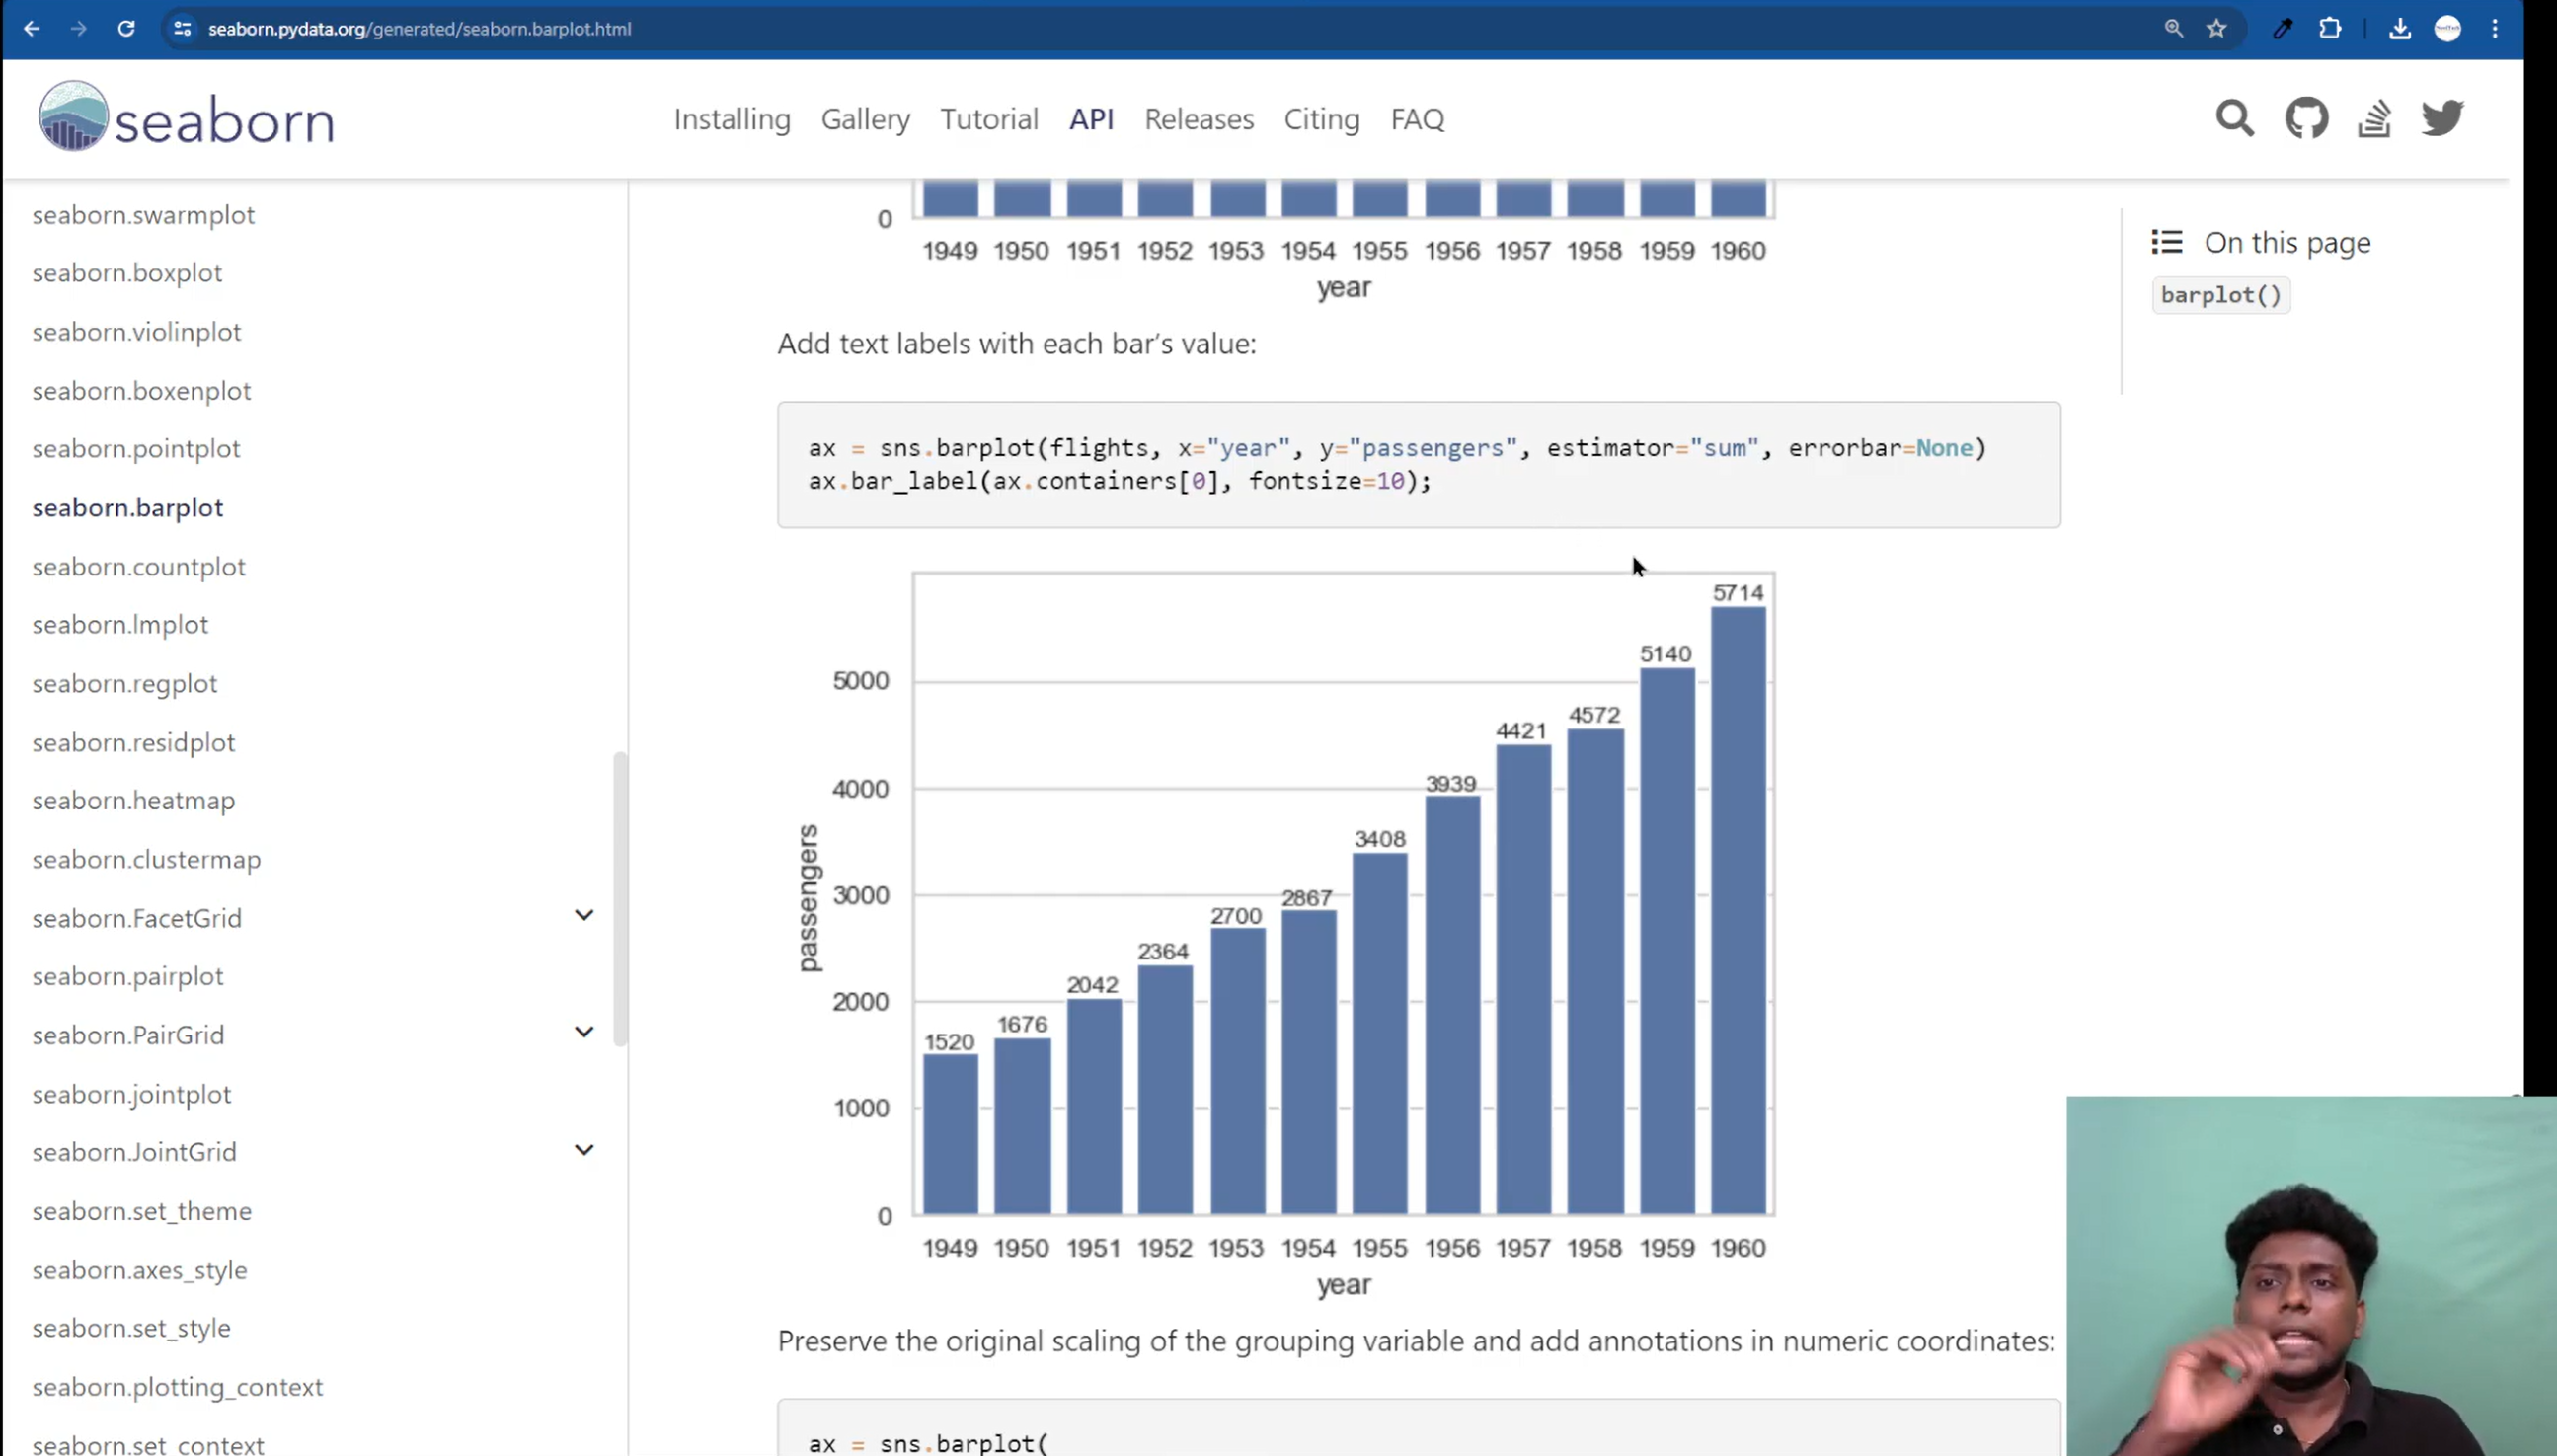 seaborn.pydata.org/generated/seaborn.barplot.html
seaborn
Installing Gallery Tutorial API Releases Citing FAQ
seaborn.swarmplot
seaborn.boxplot
seaborn.violinplot
seaborn.boxenplot
seaborn.pointplot
seaborn.barplot
seaborn.countplot
seaborn.lmplot
seaborn.regplot
seaborn.residplot
seaborn.heatmap
seaborn.clustermap
seaborn.FacetGrid
seaborn.pairplot
seaborn.PairGrid
seaborn.jointplot
seaborn.JointGrid
seaborn.set_theme
seaborn.axes_style
seaborn.set_style
seaborn.plotting_context
seaborn.set_context
0
1949 1950 1951 1952 1953 1954 1955 1956 1957 1958 1959 1960
year
Add text labels with each bar’s value:
ax = sns.barplot(flights, x="year", y="passengers", estimator="sum", errorbar=None)
ax.bar_label(ax.containers[0], fontsize=10);
5714
5140
5000
4572
4421
4000
3939
3408
3000
2867
2700
2364
2042
2000
1676
1520
1000
0
passengers
1949 1950 1951 1952 1953 1954 1955 1956 1957 1958 1959 1960
year
Preserve the original scaling of the grouping variable and add annotations in numeric coordinates:
ax = sns.barplot(
On this page
barplot()